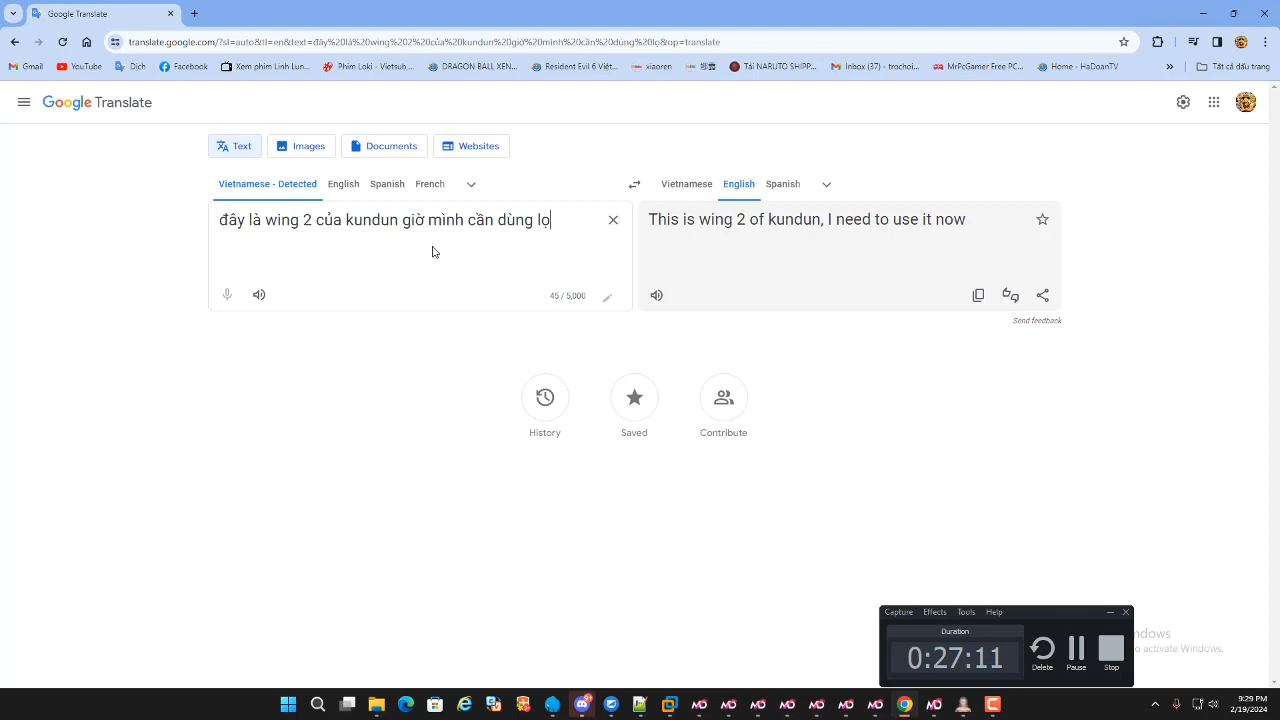 Google Translate
translate.google.com/?sl=auto&tl=en&text=đây%20là%20wing%202%20của%20kundun%20giờ%20mình%20cần%20dùng%20lọ&op=translate
Gmail
YouTube
Dịch
Facebook
Xem phim Linh Lun...
Phim Loki - Vietsub,...
DRAGON BALL XEN...
Resident Evil 6 Việt...
xiaoren
Tải NARUTO SHIPP...
Inbox (37) - trochoi...
MrPcGamer Free PC...
Home - HaDoanTV
Tất cả dấu trang
Google Translate
Text
Images
Documents
Websites
Vietnamese - Detected
English
Spanish
French
Vietnamese
English
Spanish
đây là wing 2 của kundun giờ mình cần dùng lọ
This is wing 2 of kundun, I need to use it now
45 / 5,000
Send feedback
History
Saved
Contribute
Capture
Effects
Tools
Help
Duration
0:27:11
Delete
Pause
Stop
ndows
o activate Windows.
9:29 PM
2/19/2024